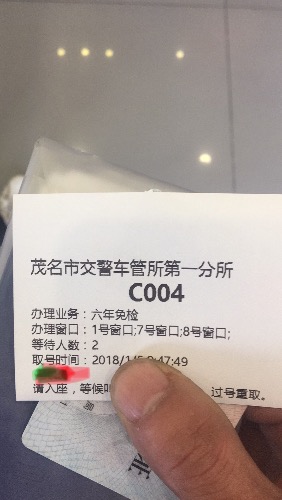 茂名市交警车管所第一分所
C004
办理业务：六年免检
办理窗口：1号窗口;7号窗口;8号窗口;
等待人数：2
取号时间：2018/1/ :47:49
请入座，等候 过号重取。
证